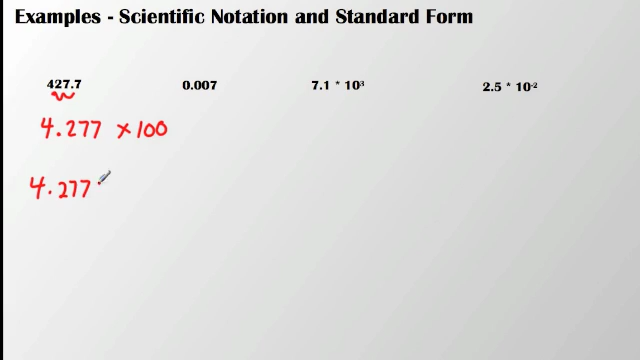 Examples - Scientific Notation and Standard Form
427.7 0.007 7.1 * 10³ 2.5 * 10⁻²
4.277 × 100
4.277